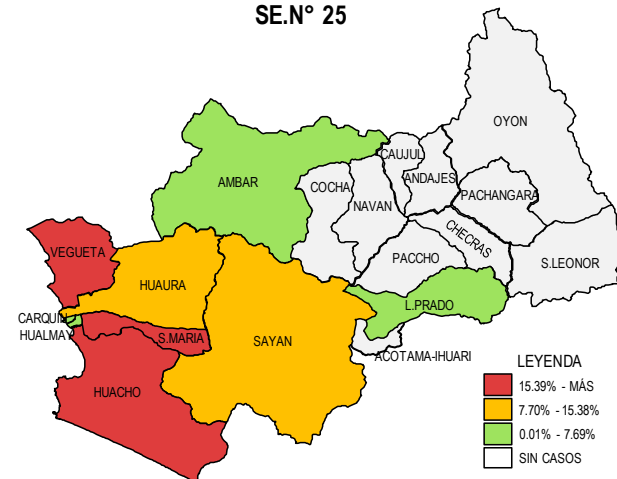 SE.N° 25
OYON
CAUJUL
ANDAJES
AMBAR
COCHA
NAVAN
PACHANGARA
CHECRAS
VEGUETA
PACCHO
S.LEONOR
HUAURA
L.PRADO
CARQUIN
HUALMAY
S.MARIA
SAYAN
ACOTAMA-IHUARI
HUACHO
LEYENDA
15.39% - MÁS
7.70% - 15.38%
0.01% - 7.69%
SIN CASOS